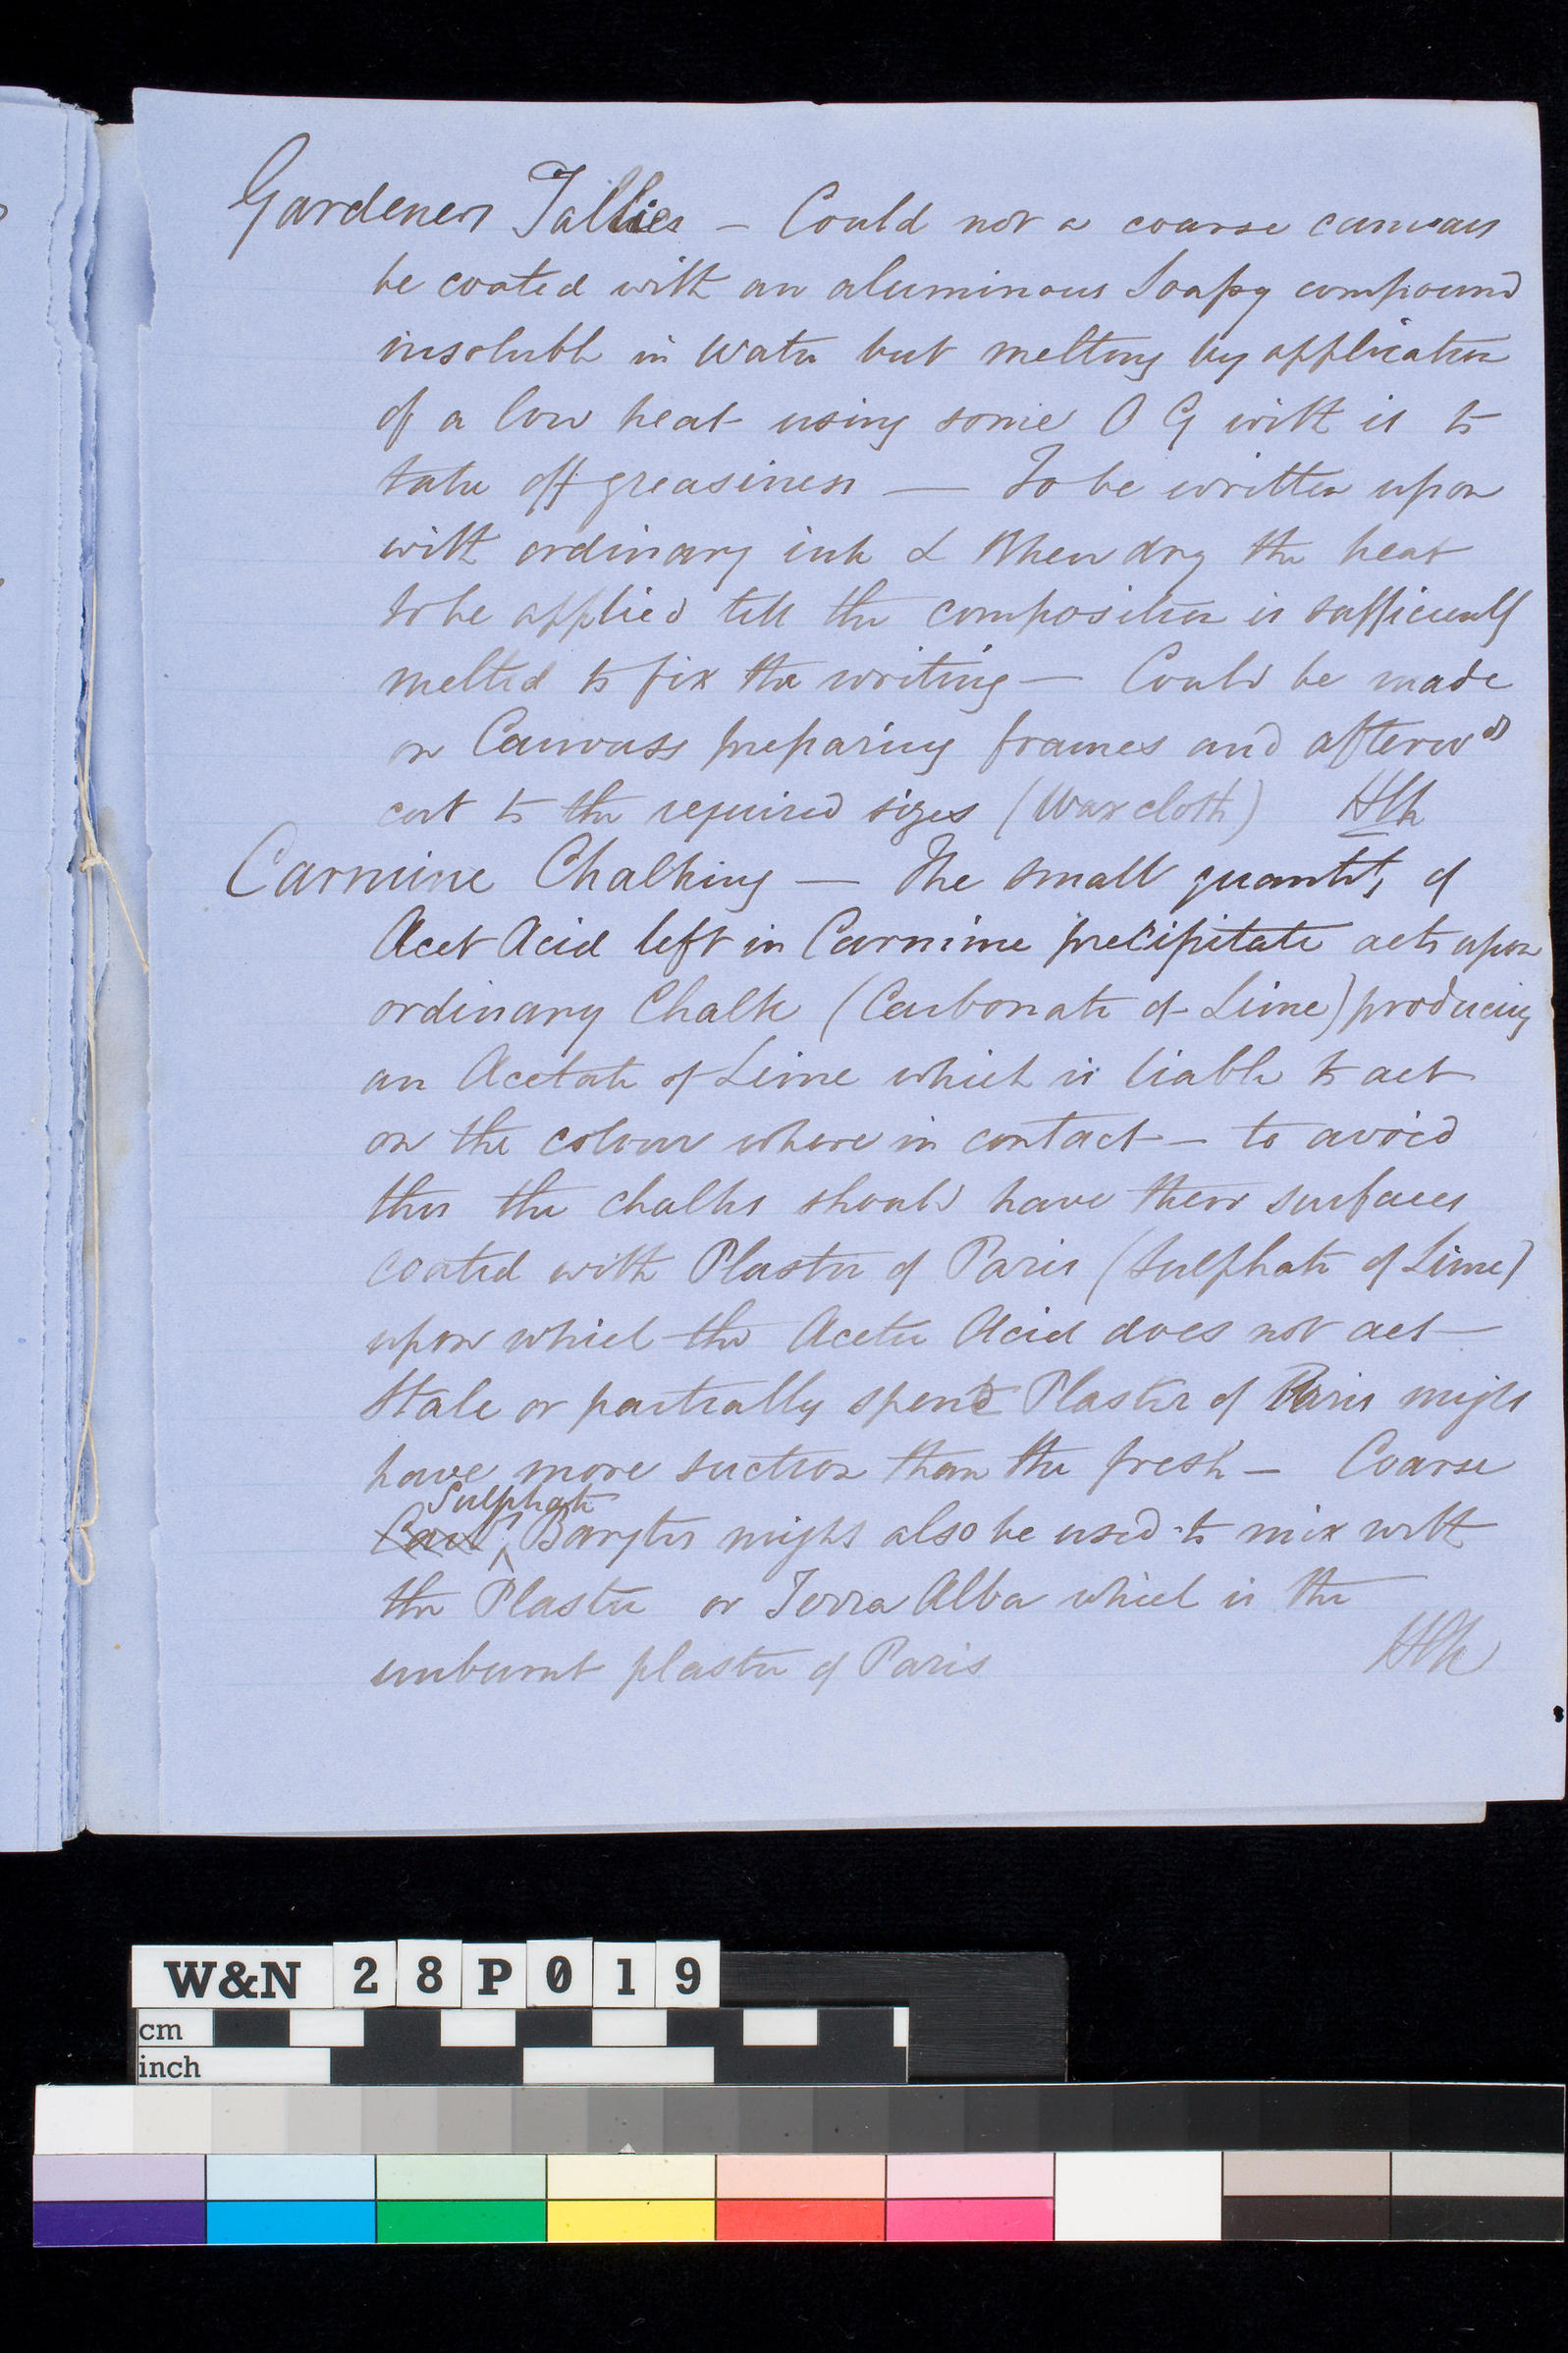 Gardeners Tallies — Could not a coarse canvas
be coated with an aluminous Soapy compound
insoluble in Water but melting by application
of a low heat using some O G with it to
take off greasiness — To be written upon
with ordinary ink & When dry the heat
to be applied till the composition is sufficiently
melted to fix the writing — Could be made
on Canvass preparing frames and afterwds
cut to the required sizes (Wax cloth)
Carmine Chalking — The small quantity of
Acet Acid left in Carmine precipitate acts upon
ordinary Chalk (Carbonate of Lime) producing
an Acetate of Lime which is liable to act
on the colour where in contact — to avoid
this the chalks should have their surfaces
coated with Plaster of Paris (Sulphate of Lime)
upon which the Acetic Acid does not act —
Stale or partially spent Plaster of Paris might
have more suction than the fresh — Coarse
Sulphate
Carb Barytes might also be used to mix with
the Plaster or Terra Alba which is the
unburnt plaster of Paris
W&N 28P019
cm
inch